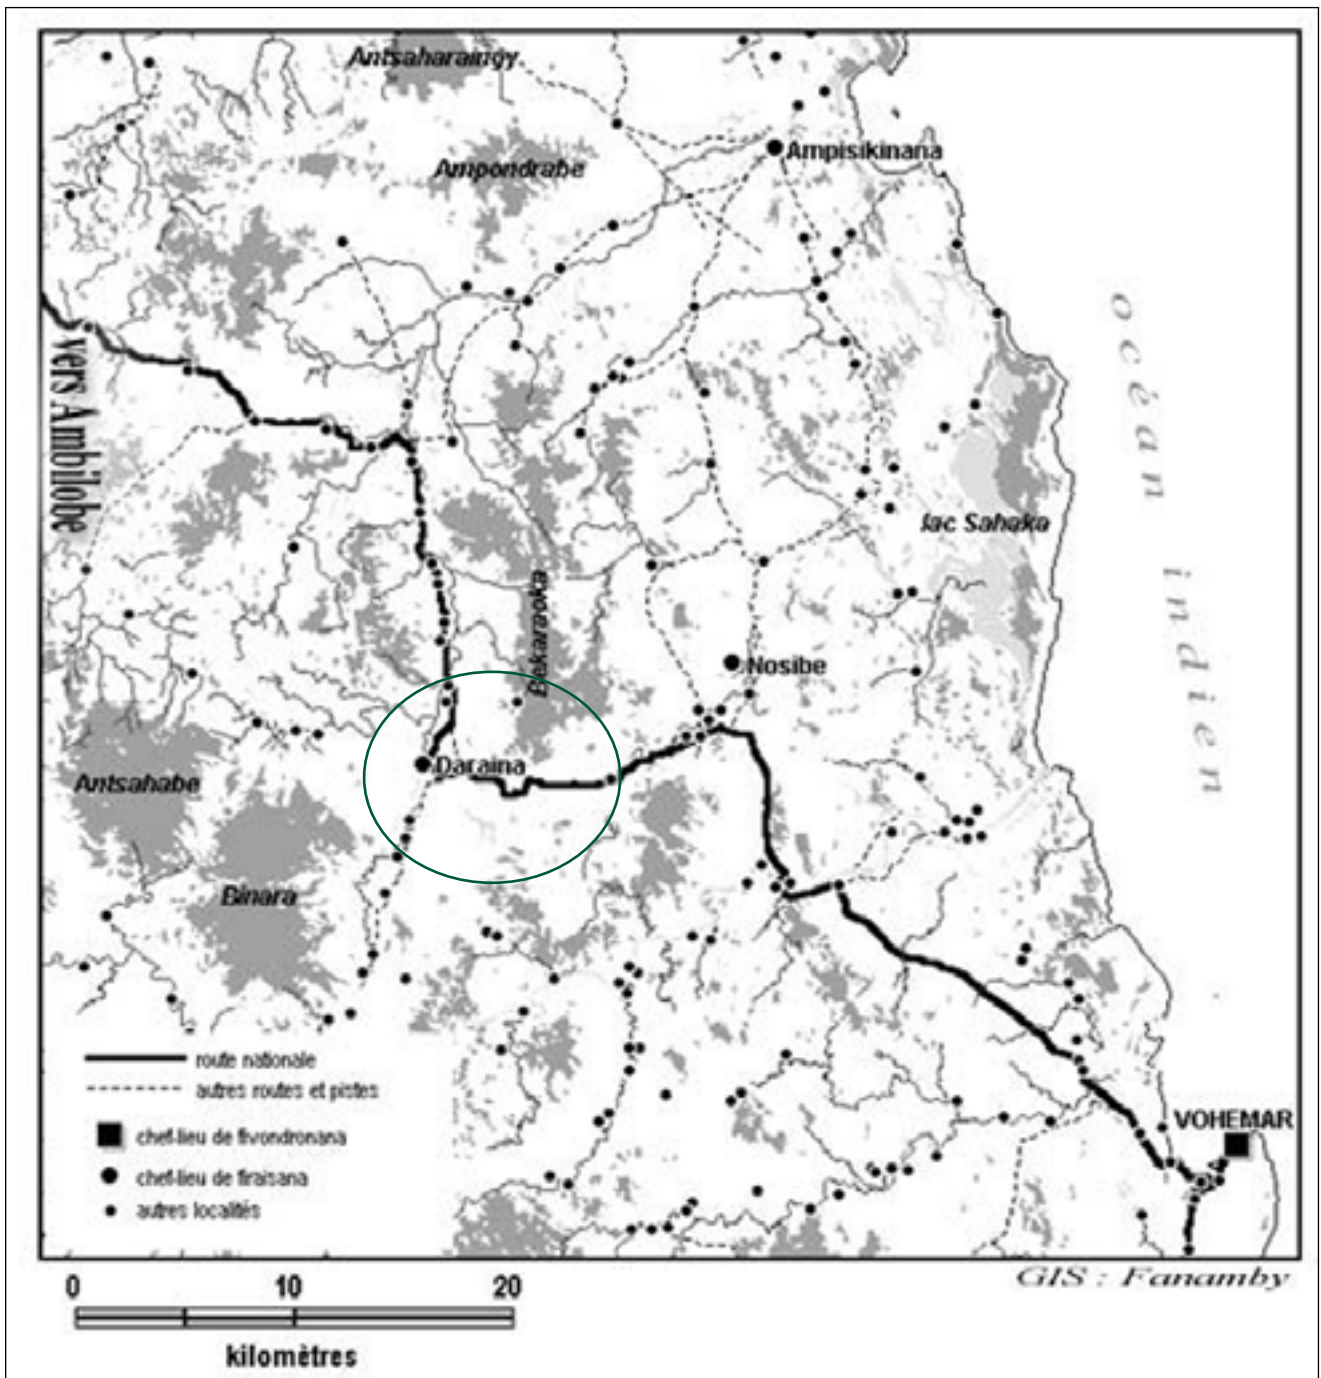 Antsaharaingy
Ampondrabe
Ampisikinana
vers Ambilobe
océan indien
lac Sahaka
Bekaraoka
Nosibe
Daraina
Antsahabe
Binara
route nationale
autres routes et pistes
chef-lieu de fivondronana
chef-lieu de firaisana
autres localités
VOHEMAR
GIS : Fanamby
0 10 20
kilomètres